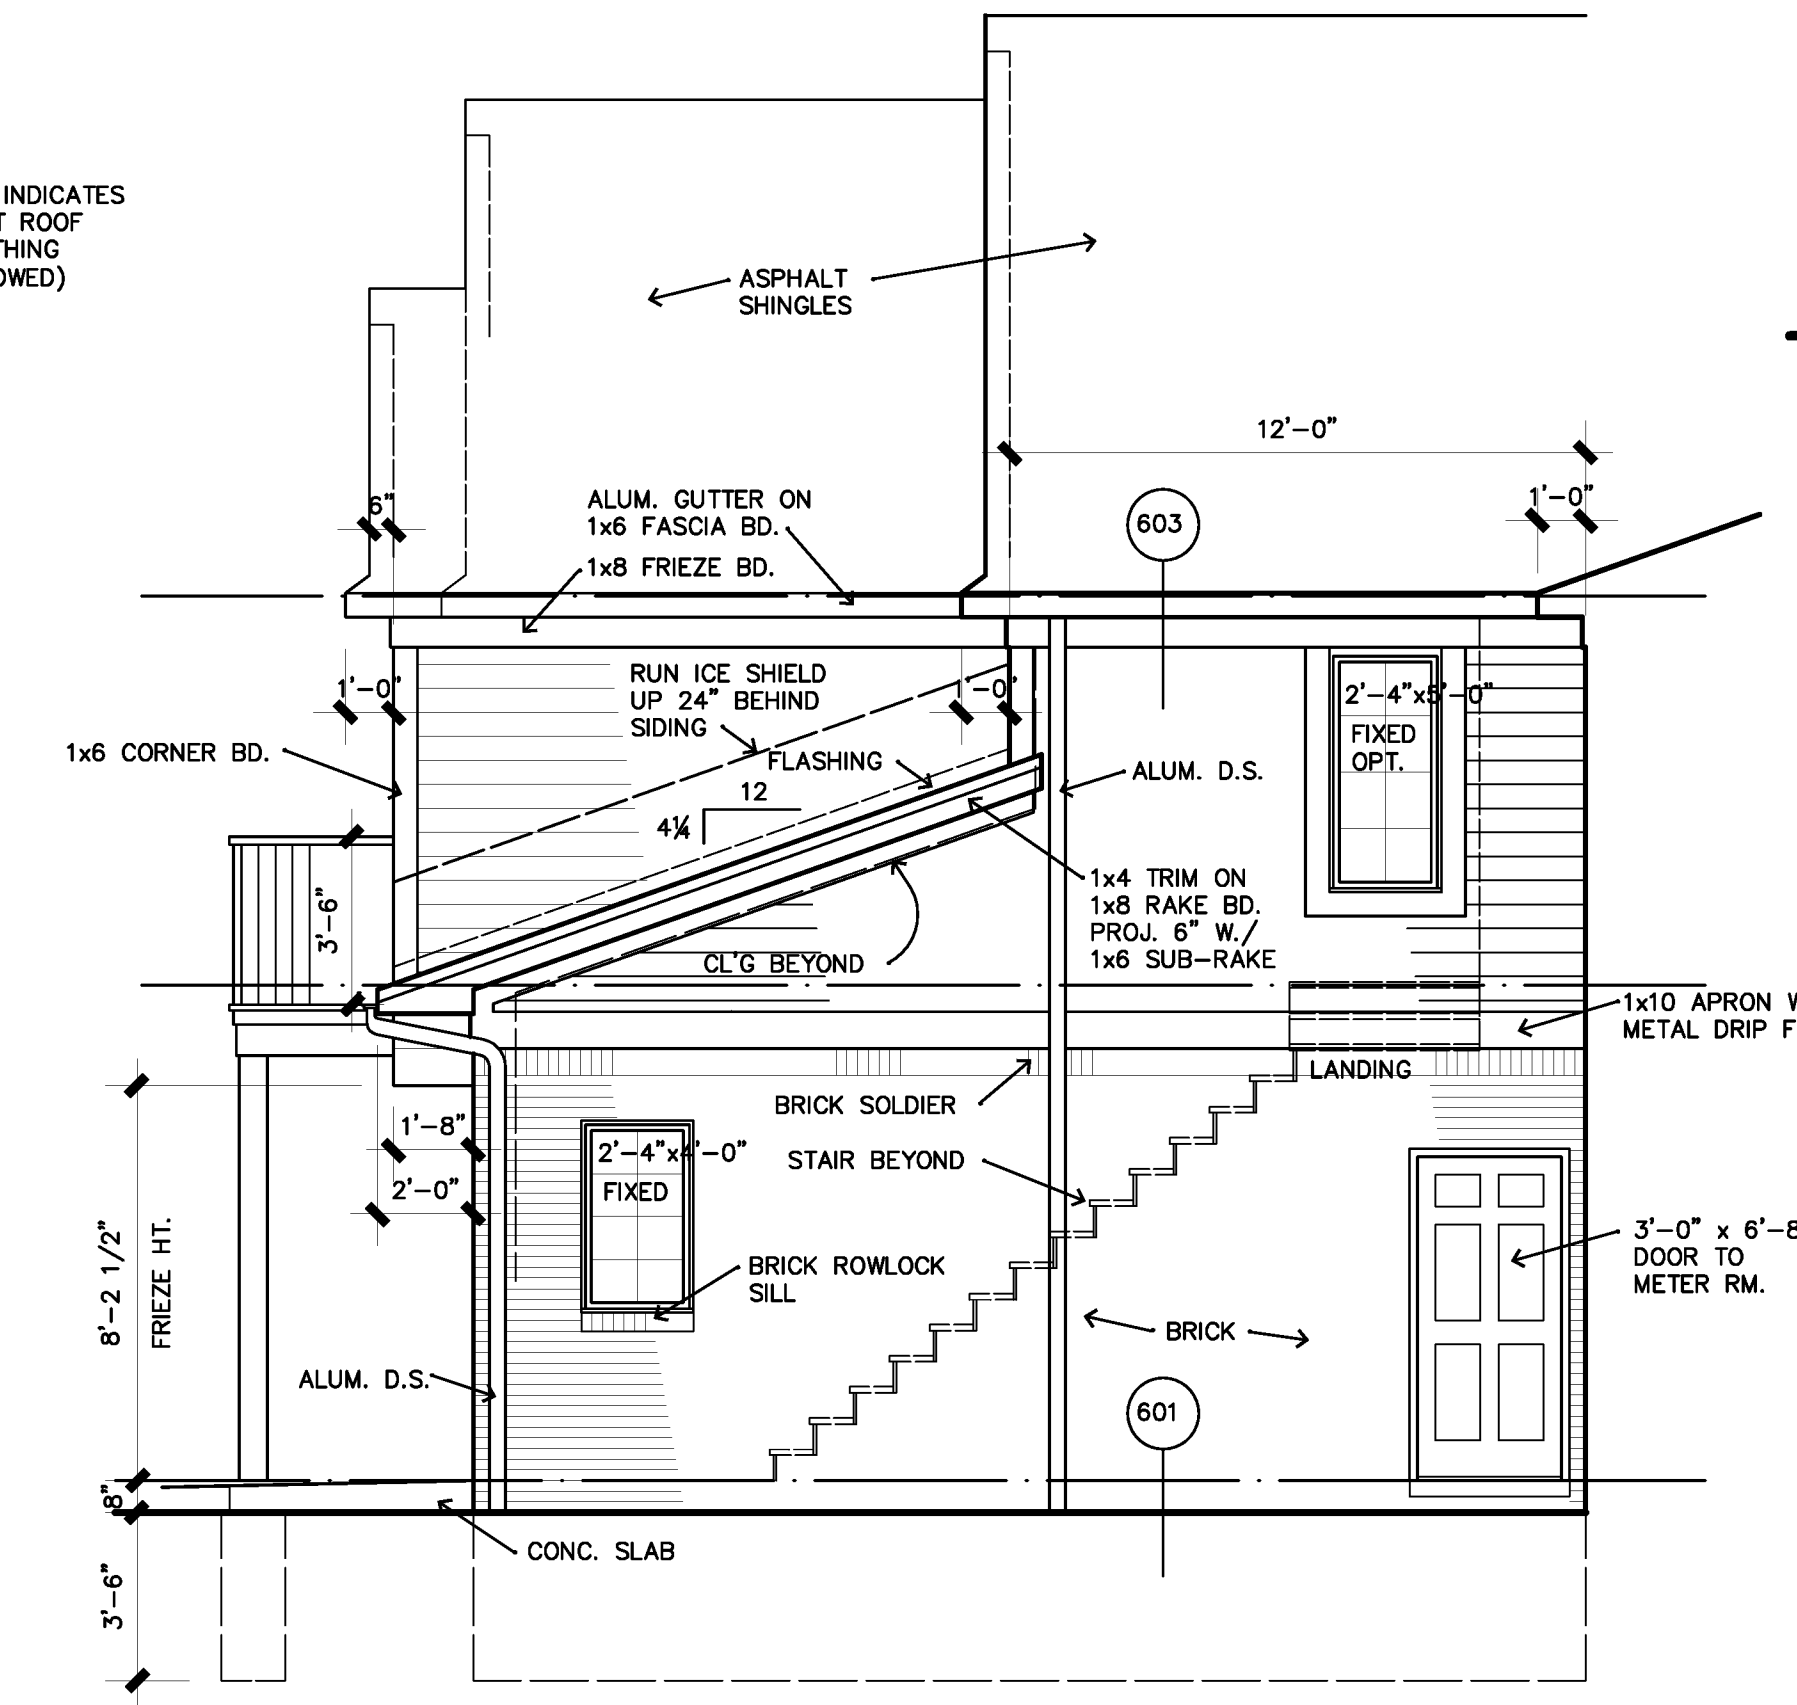 INDICATES
T ROOF
THING
OWED)
ASPHALT
SHINGLES
12'-0"
6"
ALUM. GUTTER ON
1x6 FASCIA BD.
1x8 FRIEZE BD.
603
1'-0"
RUN ICE SHIELD
UP 24" BEHIND
SIDING
1'-0"
1'-0"
2'-4"x5'-0"
FIXED
OPT.
1x6 CORNER BD.
FLASHING
12
4¼
ALUM. D.S.
3'-6"
1x4 TRIM ON
1x8 RAKE BD.
PROJ. 6" W./
1x6 SUB-RAKE
CL'G BEYOND
1x10 APRON W
METAL DRIP F
LANDING
BRICK SOLDIER
1'-8"
2'-4"x4'-0"
FIXED
STAIR BEYOND
2'-0"
8'-2 1/2"
FRIEZE HT.
BRICK ROWLOCK
SILL
3'-0" x 6'-8
DOOR TO
METER RM.
BRICK
ALUM. D.S.
601
8"
CONC. SLAB
3'-6"